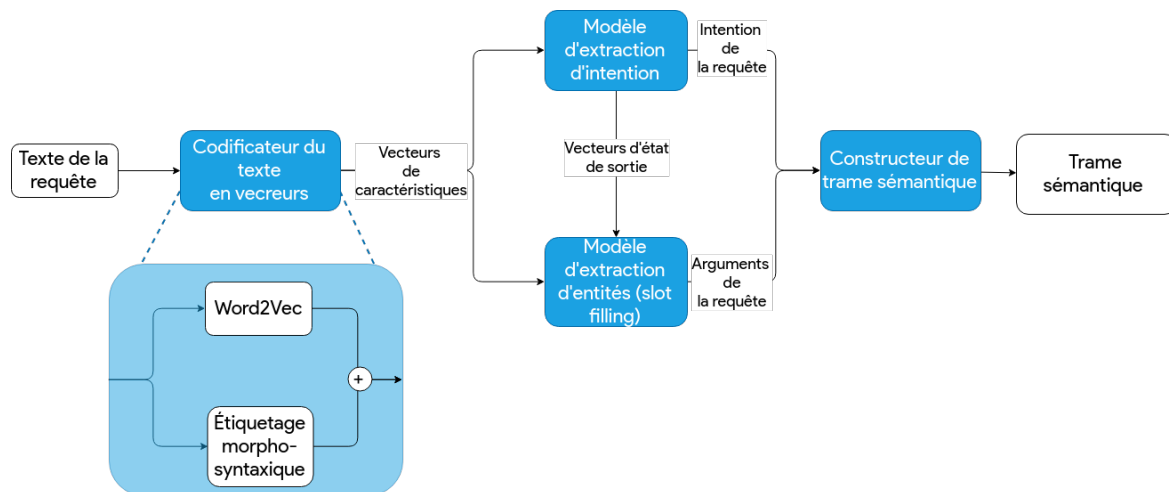 Modèle
d'extraction
d'intention
Intention
de
la requête
Texte de la
requête
Codificateur du
texte
en vecreurs
Vecteurs
de
caractéristiques
Vecteurs d'état
de sortie
Constructeur de
trame sémantique
Trame
sémantique
Modèle
d'extraction
d'entités (slot
filling)
Arguments
de
la requête
Word2Vec
+
Étiquetage
morpho-
syntaxique